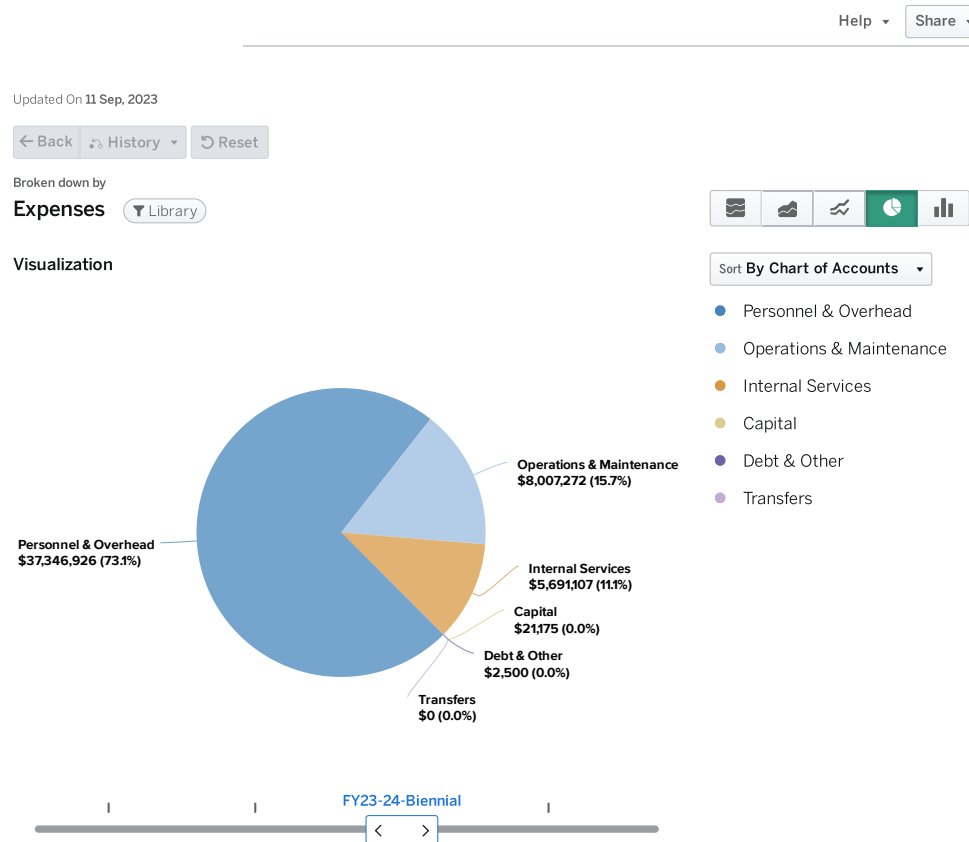 Help
Share
Updated On 11 Sep, 2023
Back
History
Reset
Broken down by
Expenses
Library
Visualization
Sort By Chart of Accounts
Personnel & Overhead
Operations & Maintenance
Internal Services
Capital
Debt & Other
Transfers
Operations & Maintenance
$8,007,272 (15.7%)
Personnel & Overhead
$37,346,926 (73.1%)
Internal Services
$5,691,107 (11.1%)
Capital
$21,175 (0.0%)
Debt & Other
$2,500 (0.0%)
Transfers
$0 (0.0%)
FY23-24-Biennial